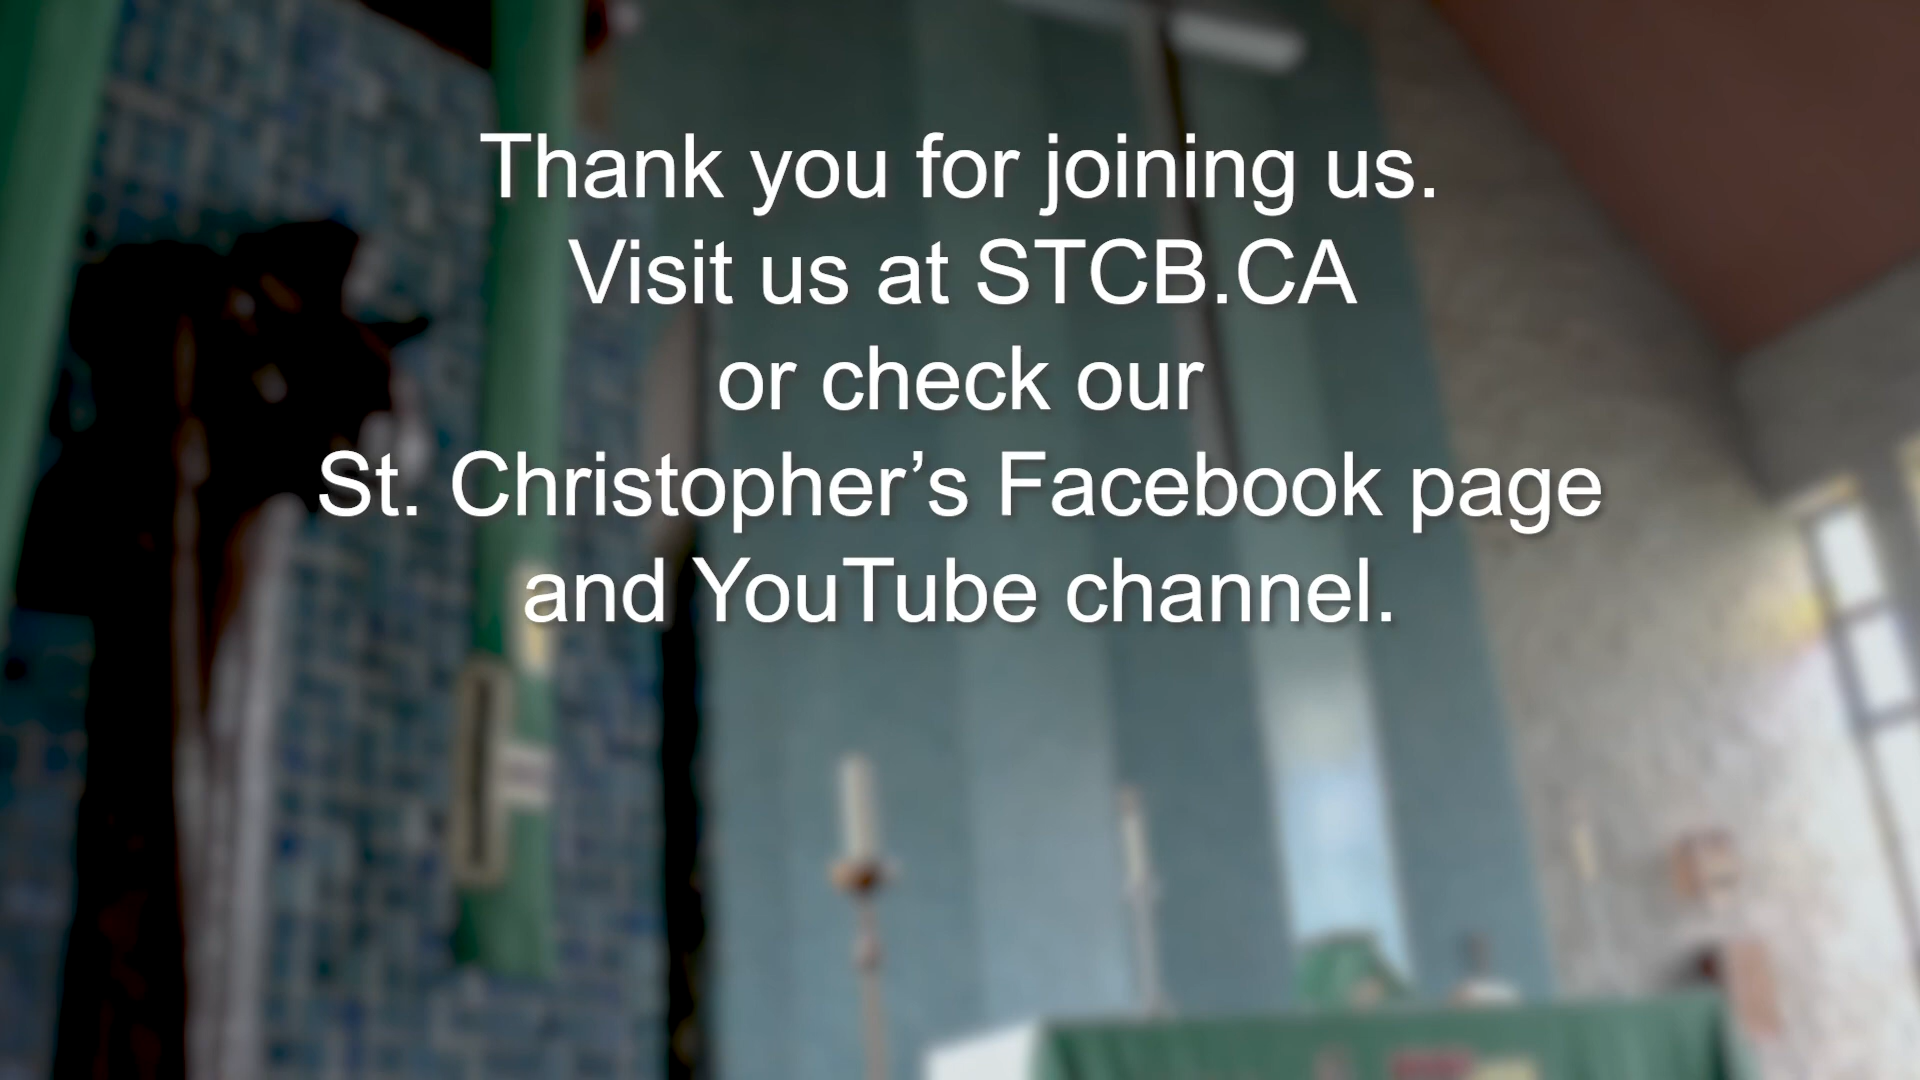 Thank you for joining us.
Visit us at STCB.CA
or check our
St. Christopher’s Facebook page
and YouTube channel.